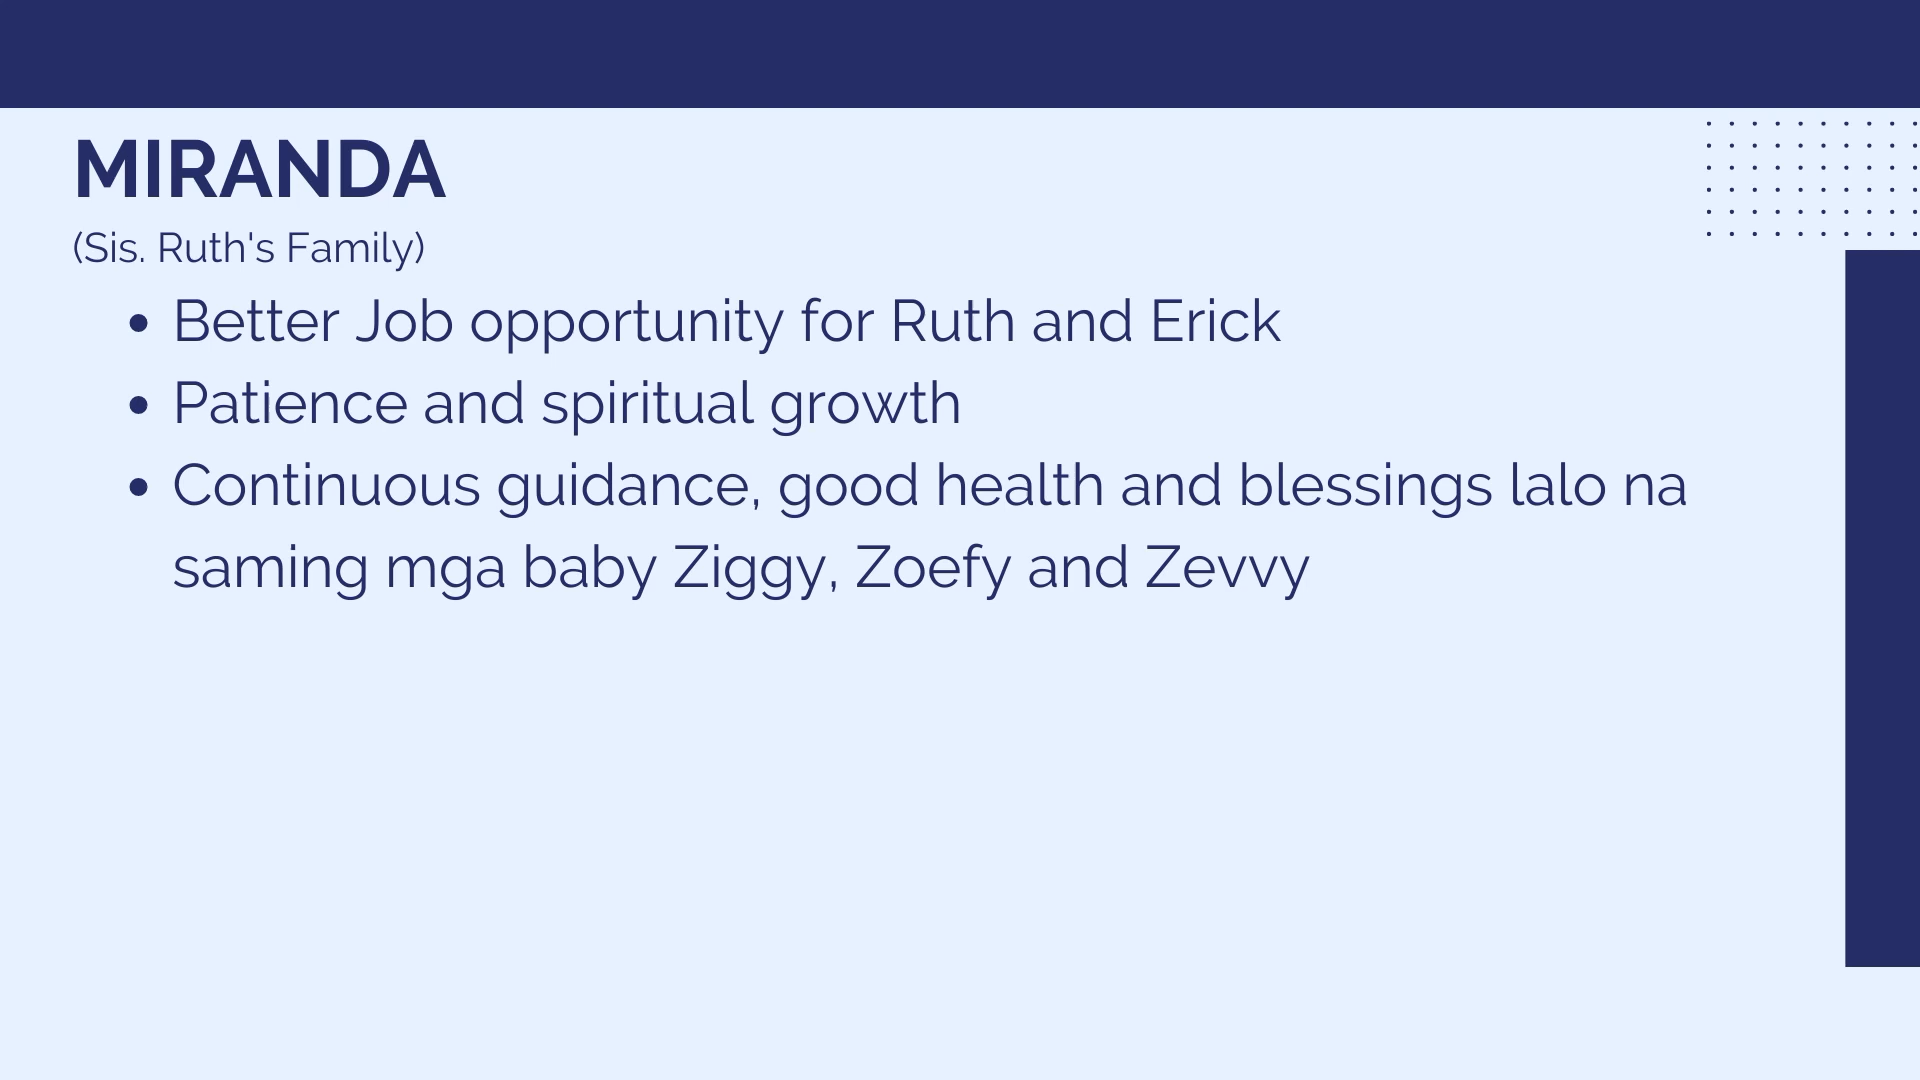 MIRANDA
(Sis. Ruth's Family)
• Better Job opportunity for Ruth and Erick
• Patience and spiritual growth
• Continuous guidance, good health and blessings lalo na
saming mga baby Ziggy, Zoefy and Zevvy